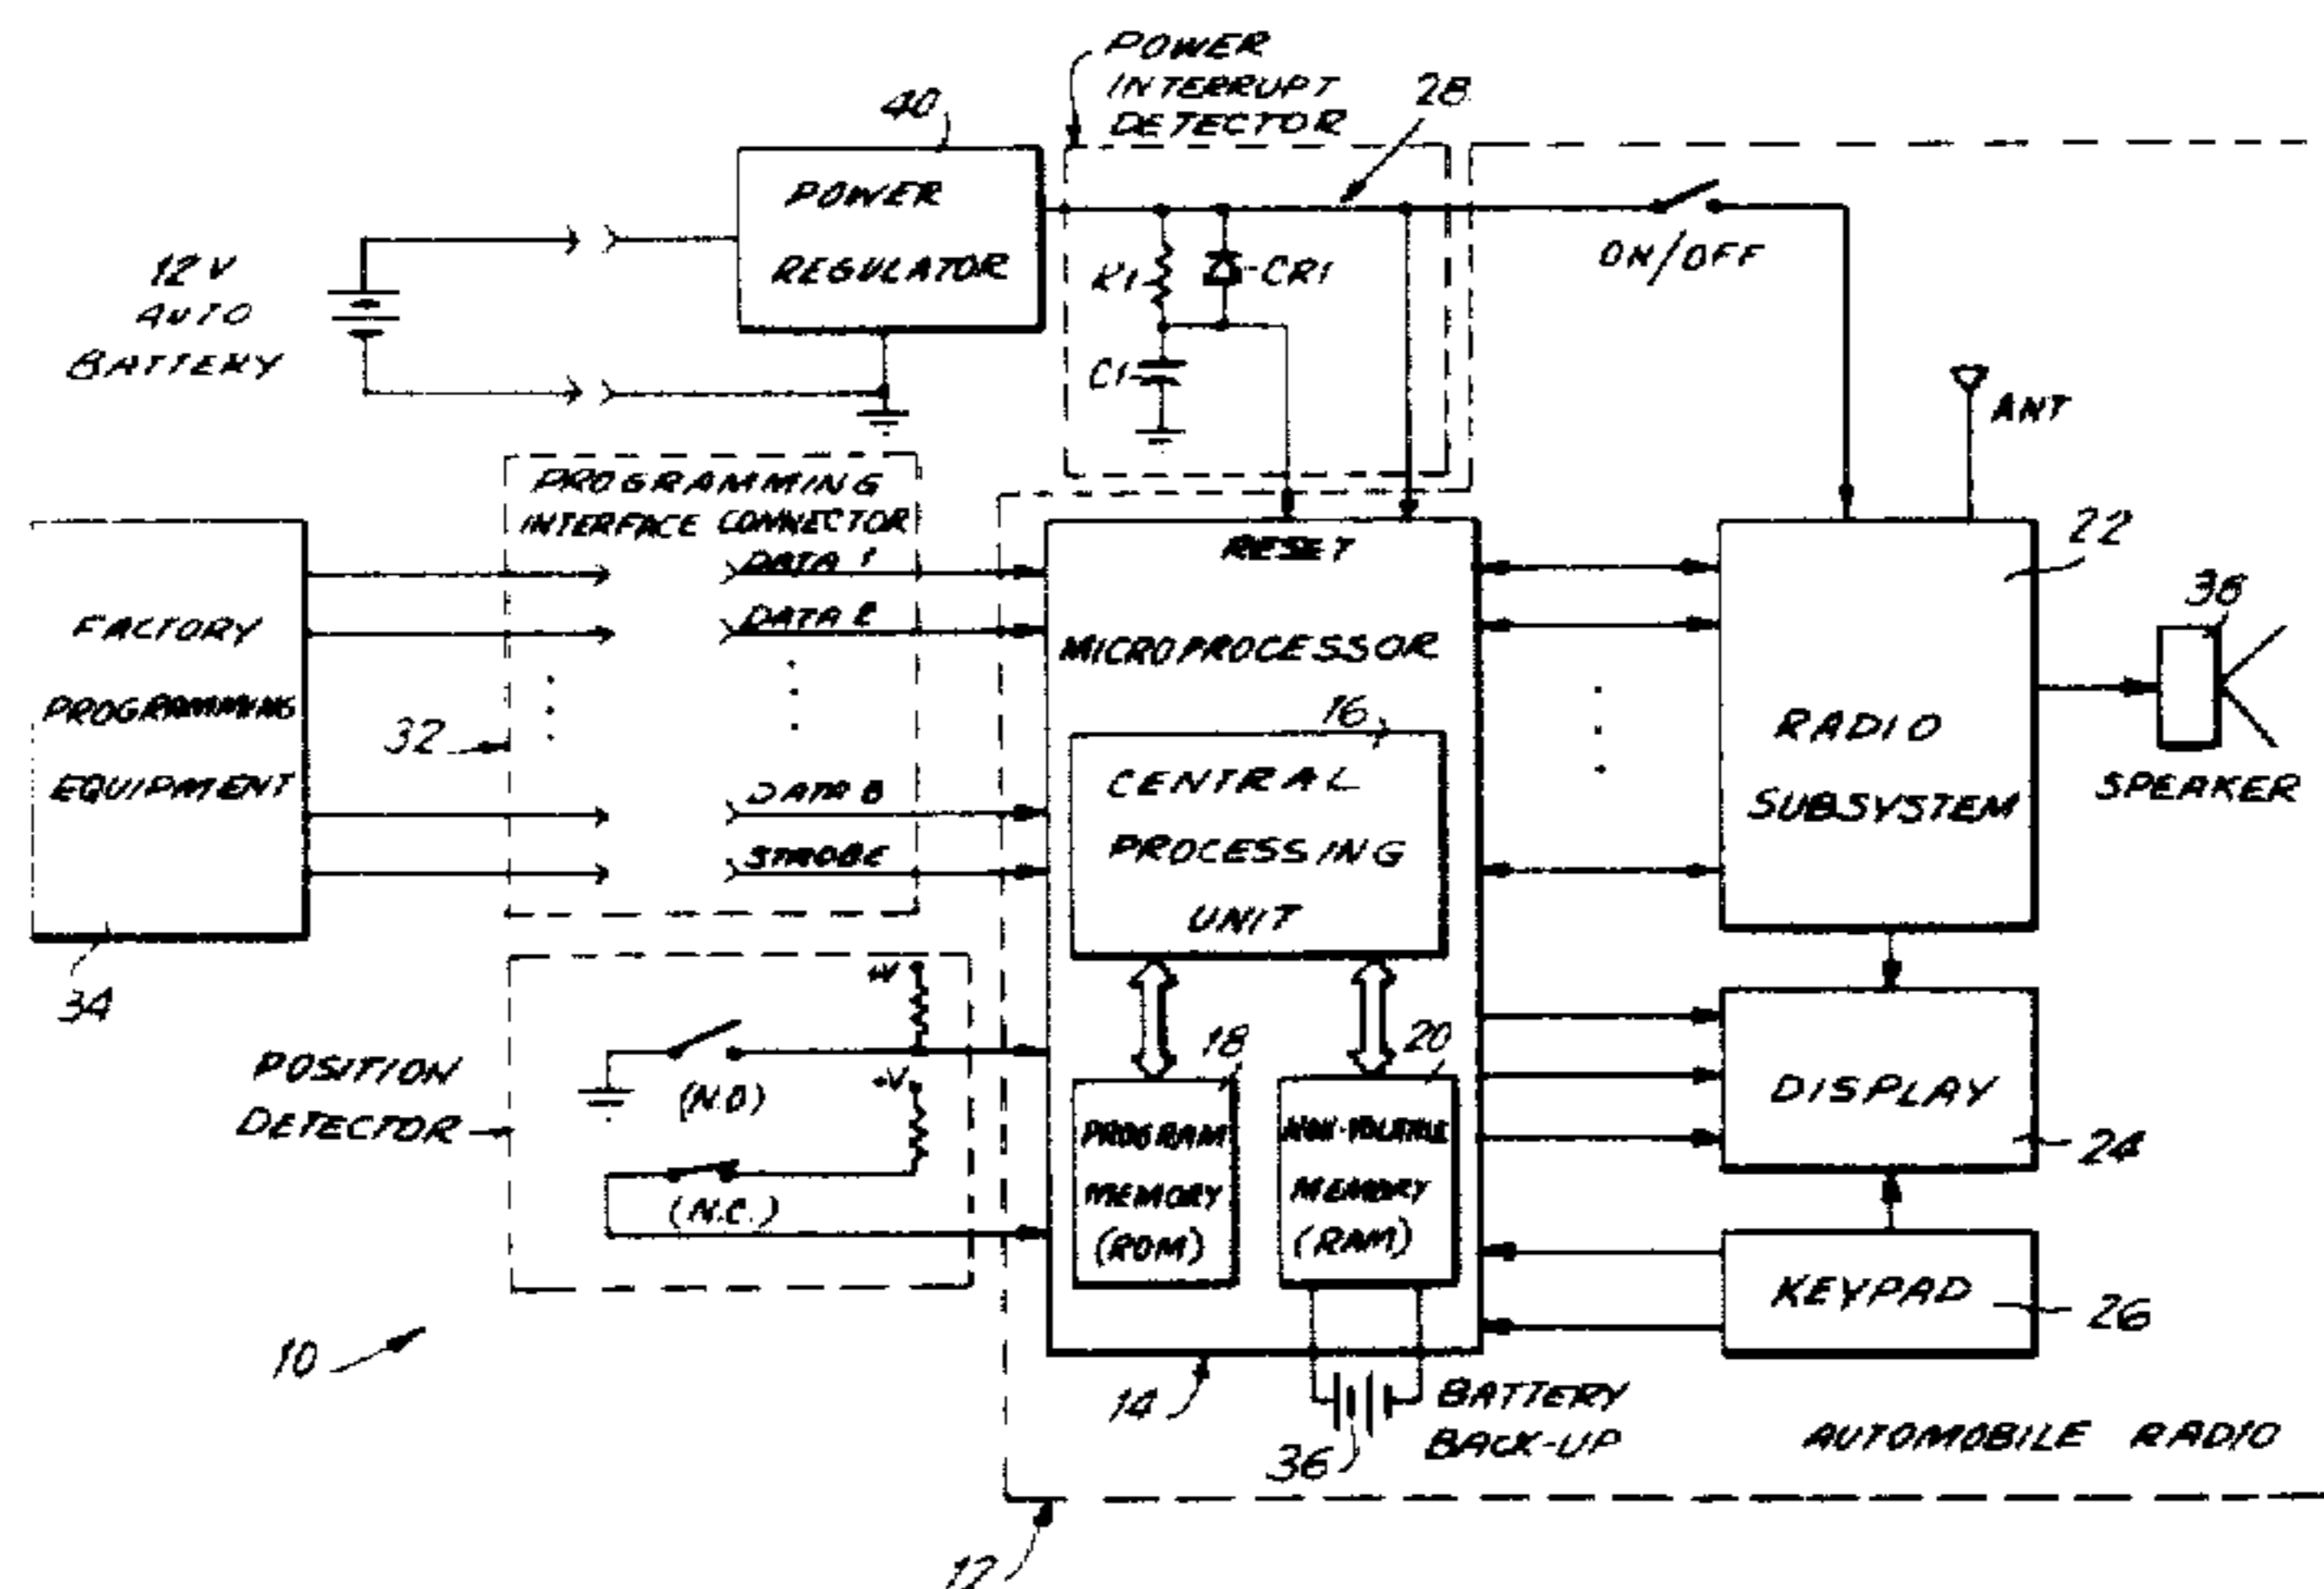 POWER
INTERRUPT
DETECTOR
28
40
POWER
REGULATOR
12 V
AUTO
BATTERY
R1
CR1
C1
ON/OFF
ANT
PROGRAMMING
INTERFACE CONNECTOR
DATA 1
DATA 2
DATA 8
STROBE
FACTORY
PROGRAMMING
EQUIPMENT
34
32
RESET
MICROPROCESSOR
16
CENTRAL
PROCESSING
UNIT
22
RADIO
SUBSYSTEM
38
SPEAKER
POSITION
DETECTOR
+V
(N.O)
+V
(N.C.)
18
PROGRAM
MEMORY
(ROM)
20
NON-VOLATILE
MEMORY
(RAM)
DISPLAY
24
KEYPAD
26
10
14
36
BATTERY
BACK-UP
AUTOMOBILE RADIO
12